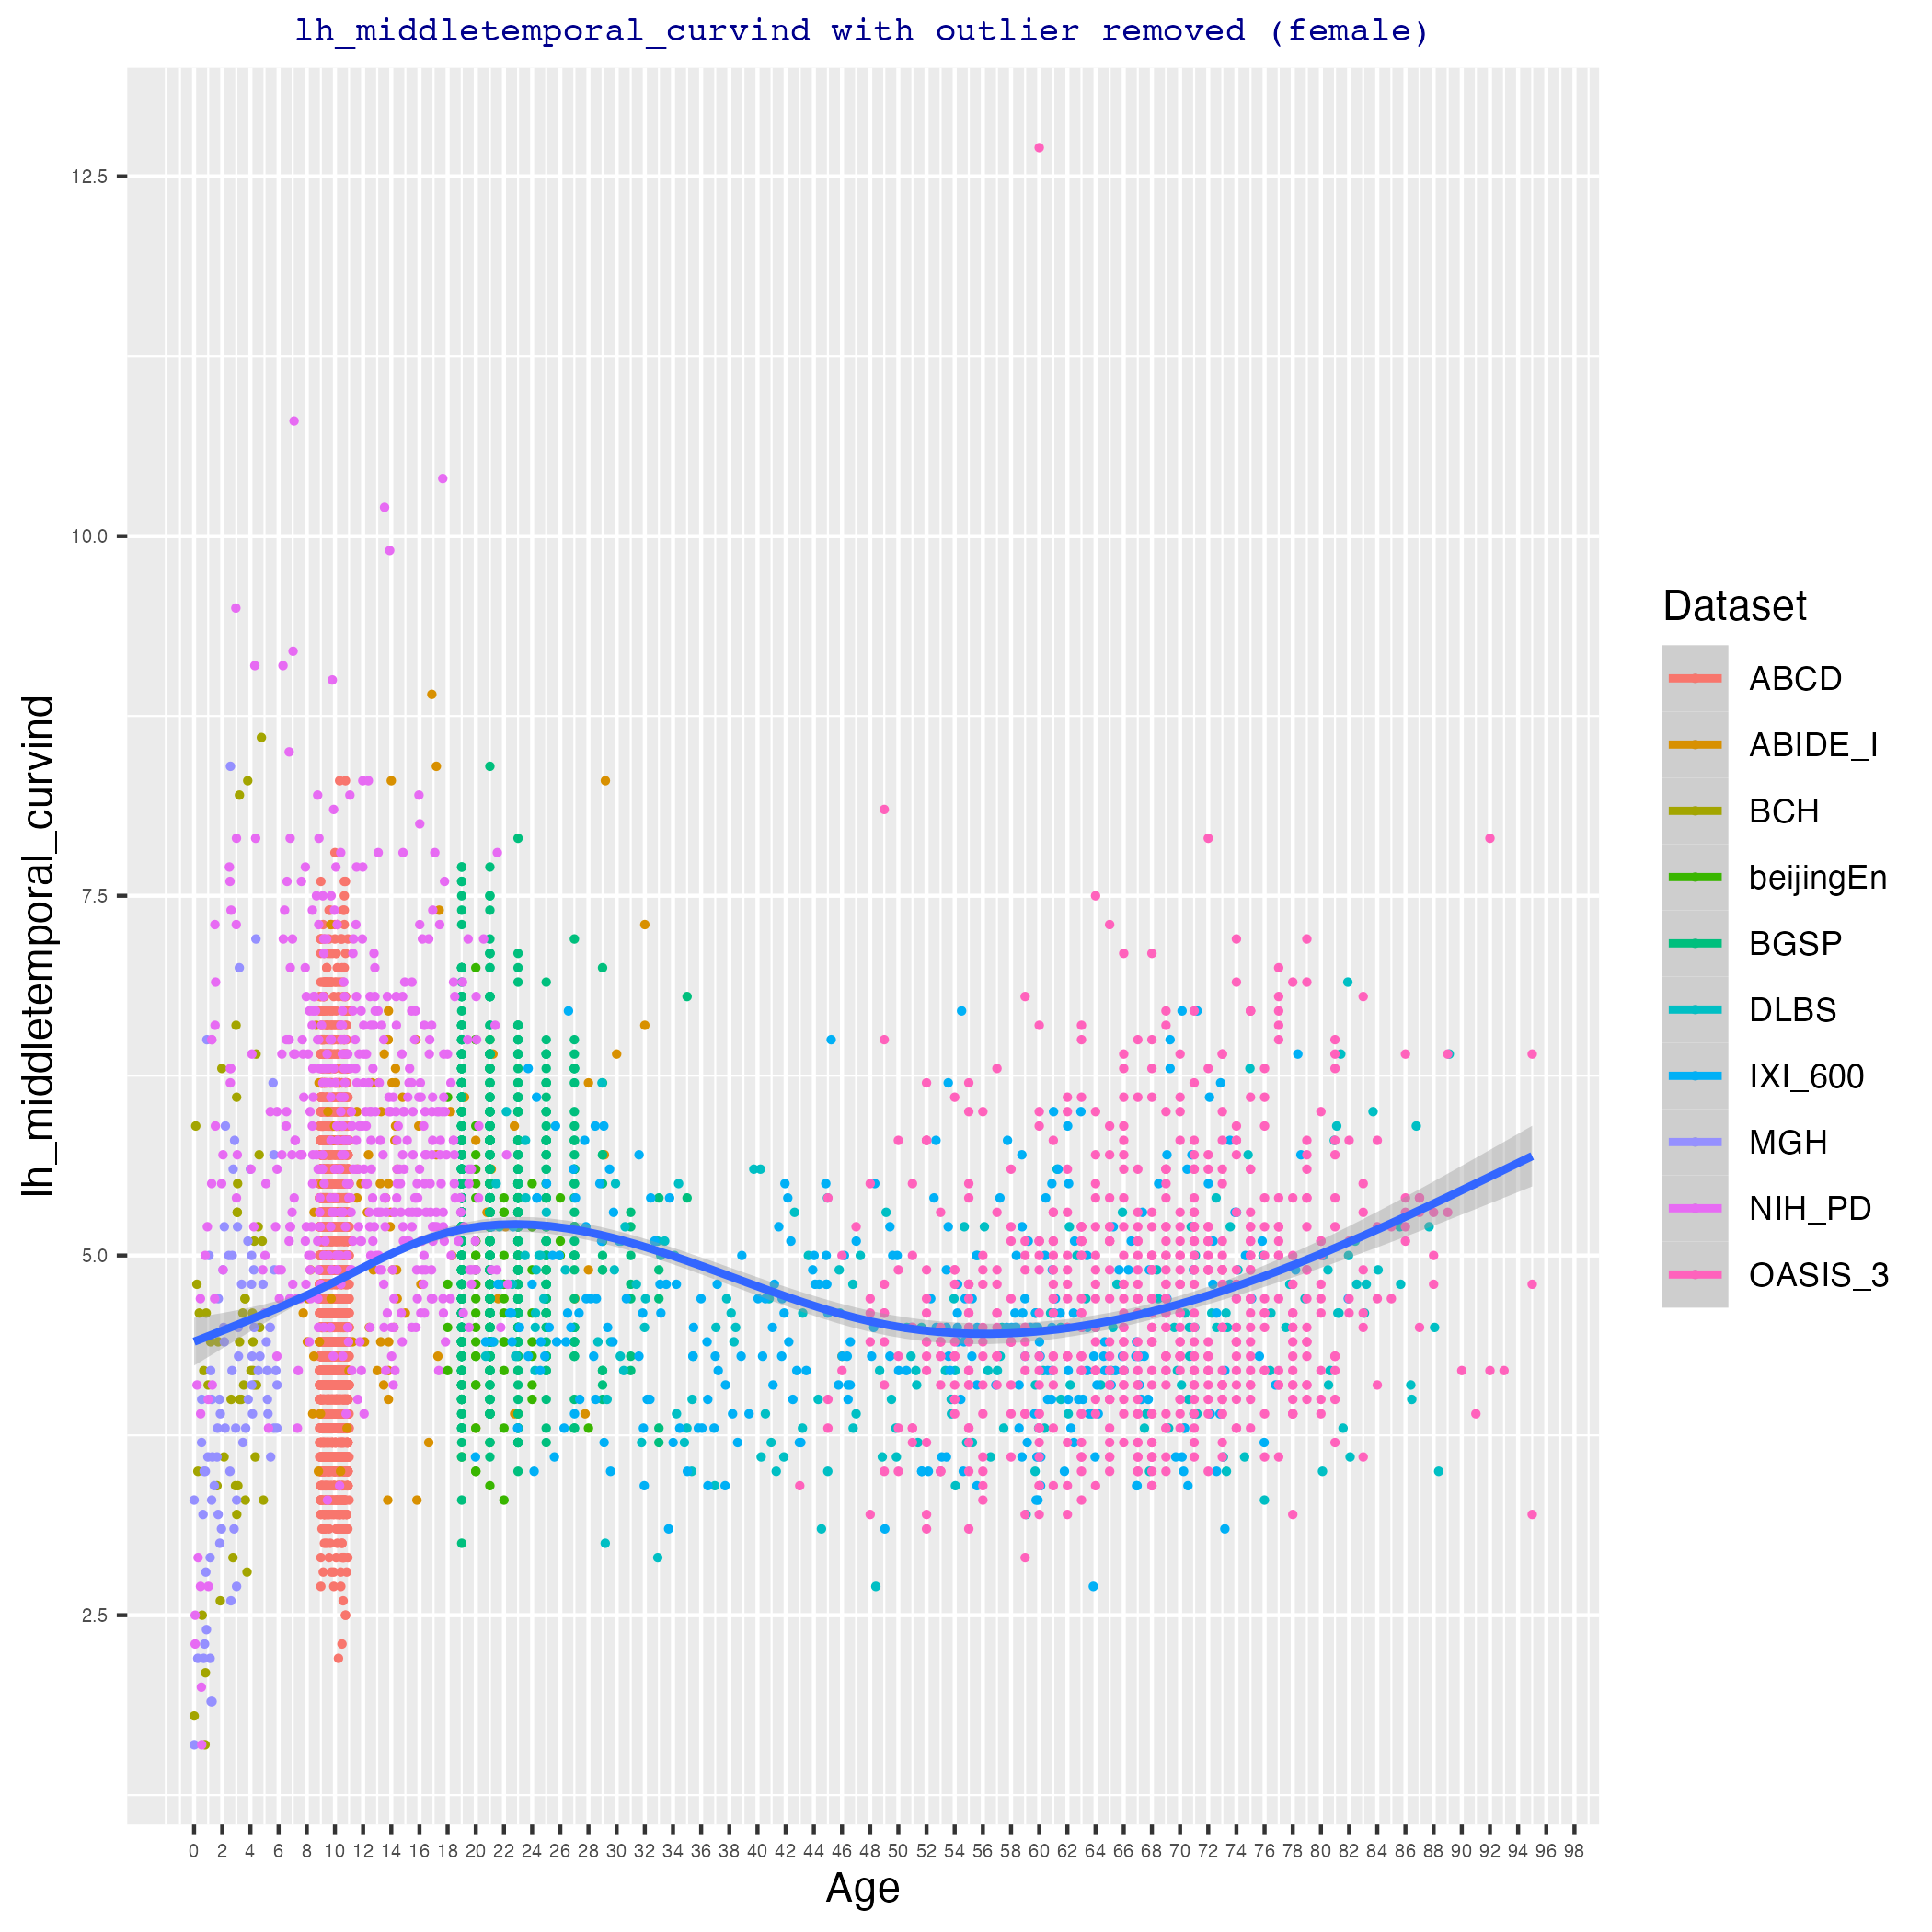 lh_middletemporal_curvind with outlier removed (female)
lh_middletemporal_curvind
12.5
10.0
7.5
5.0
2.5
0 2 4 6 8 10 12 14 16 18 20 22 24 26 28 30 32 34 36 38 40 42 44 46 48 50 52 54 56 58 60 62 64 66 68 70 72 74 76 78 80 82 84 86 88 90 92 94 96 98
Age
Dataset
ABCD
ABIDE_I
BCH
beijingEn
BGSP
DLBS
IXI_600
MGH
NIH_PD
OASIS_3